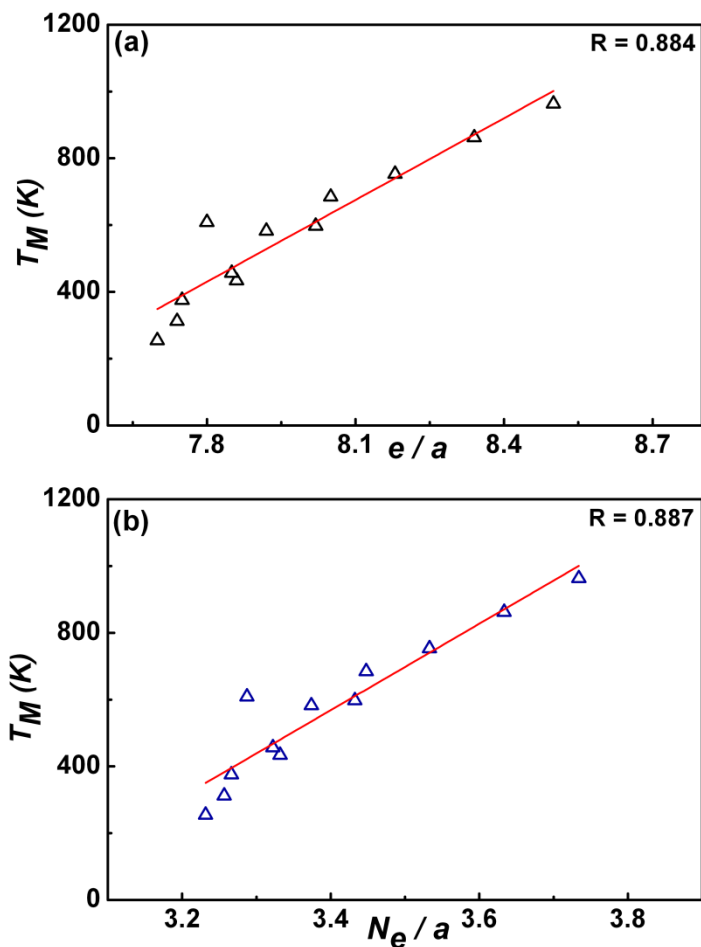 (a)
R = 0.884
1200
800
400
0
T_M (K)
7.8 8.1 8.4 8.7
e / a
(b)
R = 0.887
1200
800
400
0
T_M (K)
3.2 3.4 3.6 3.8
N_e / a